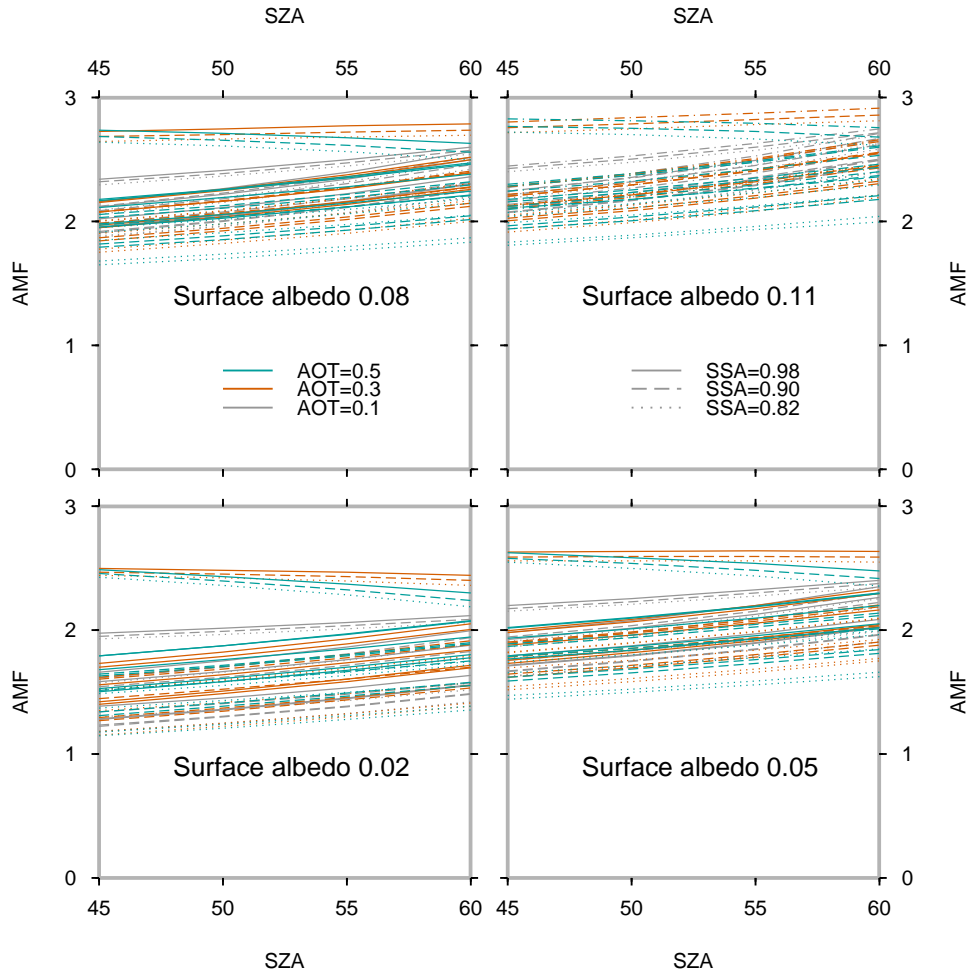 SZA SZA
45 50 55 60 45 50 55 60
3
2
1
0
AMF
Surface albedo 0.08
AOT=0.5
AOT=0.3
AOT=0.1
3
2
1
0
AMF
Surface albedo 0.11
SSA=0.98
SSA=0.90
SSA=0.82
3
2
1
0
AMF
Surface albedo 0.02
3
2
1
0
AMF
Surface albedo 0.05
45 50 55 60 45 50 55 60
SZA SZA